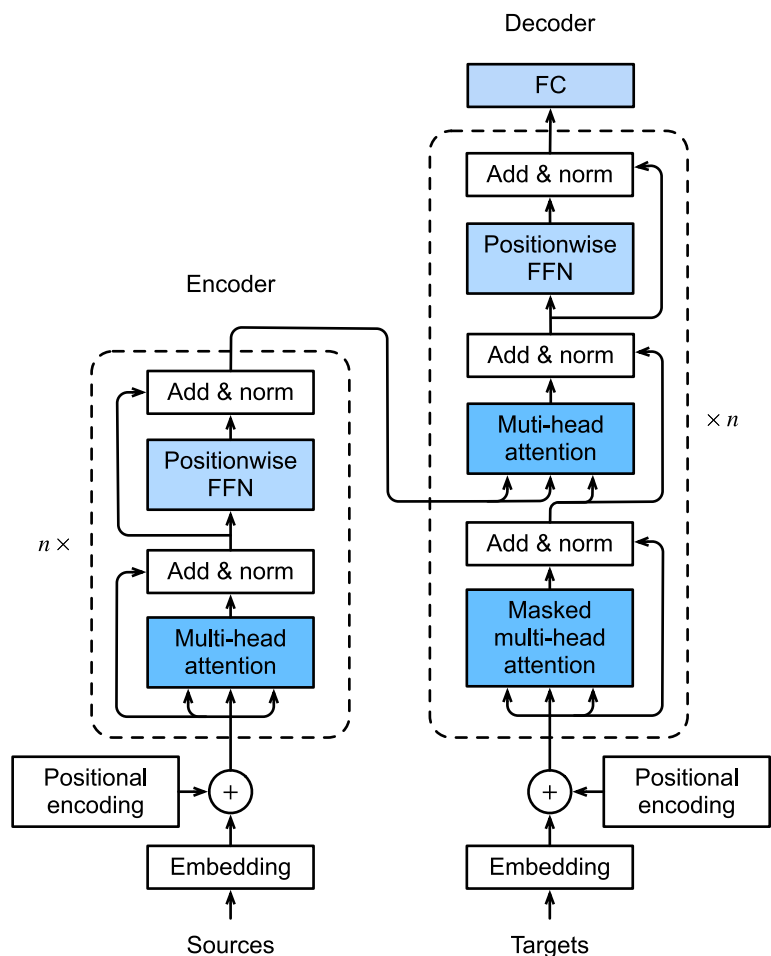 Decoder
FC
Add & norm
Positionwise
FFN
Add & norm
Muti-head
attention
× n
Add & norm
Masked
multi-head
attention
Positional
encoding
+
Embedding
Targets
Encoder
Add & norm
Positionwise
FFN
n ×
Add & norm
Multi-head
attention
Positional
encoding
+
Embedding
Sources